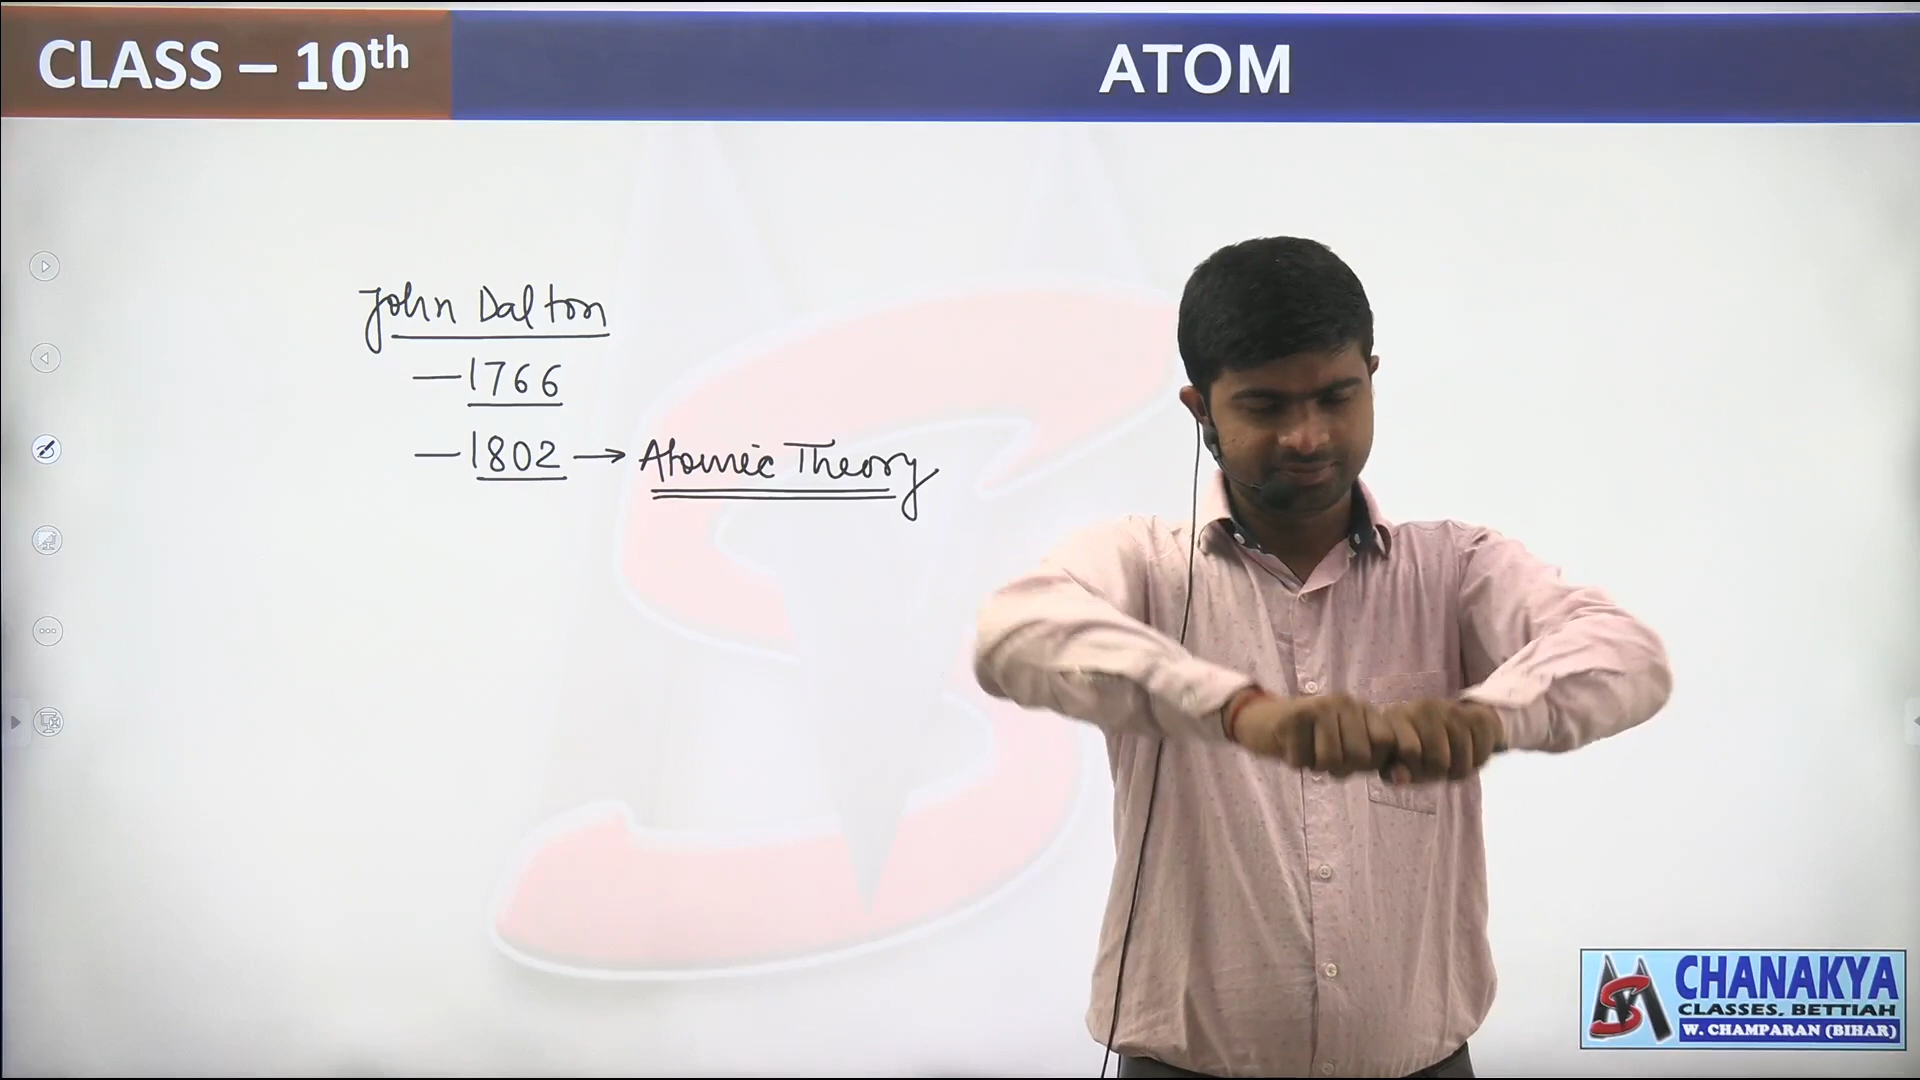 CLASS – 10th
ATOM
John Dalton
— 1766
— 1802 → Atomic Theory
CHANAKYA
CLASSES, BETTIAH
W. CHAMPARAN (BIHAR)